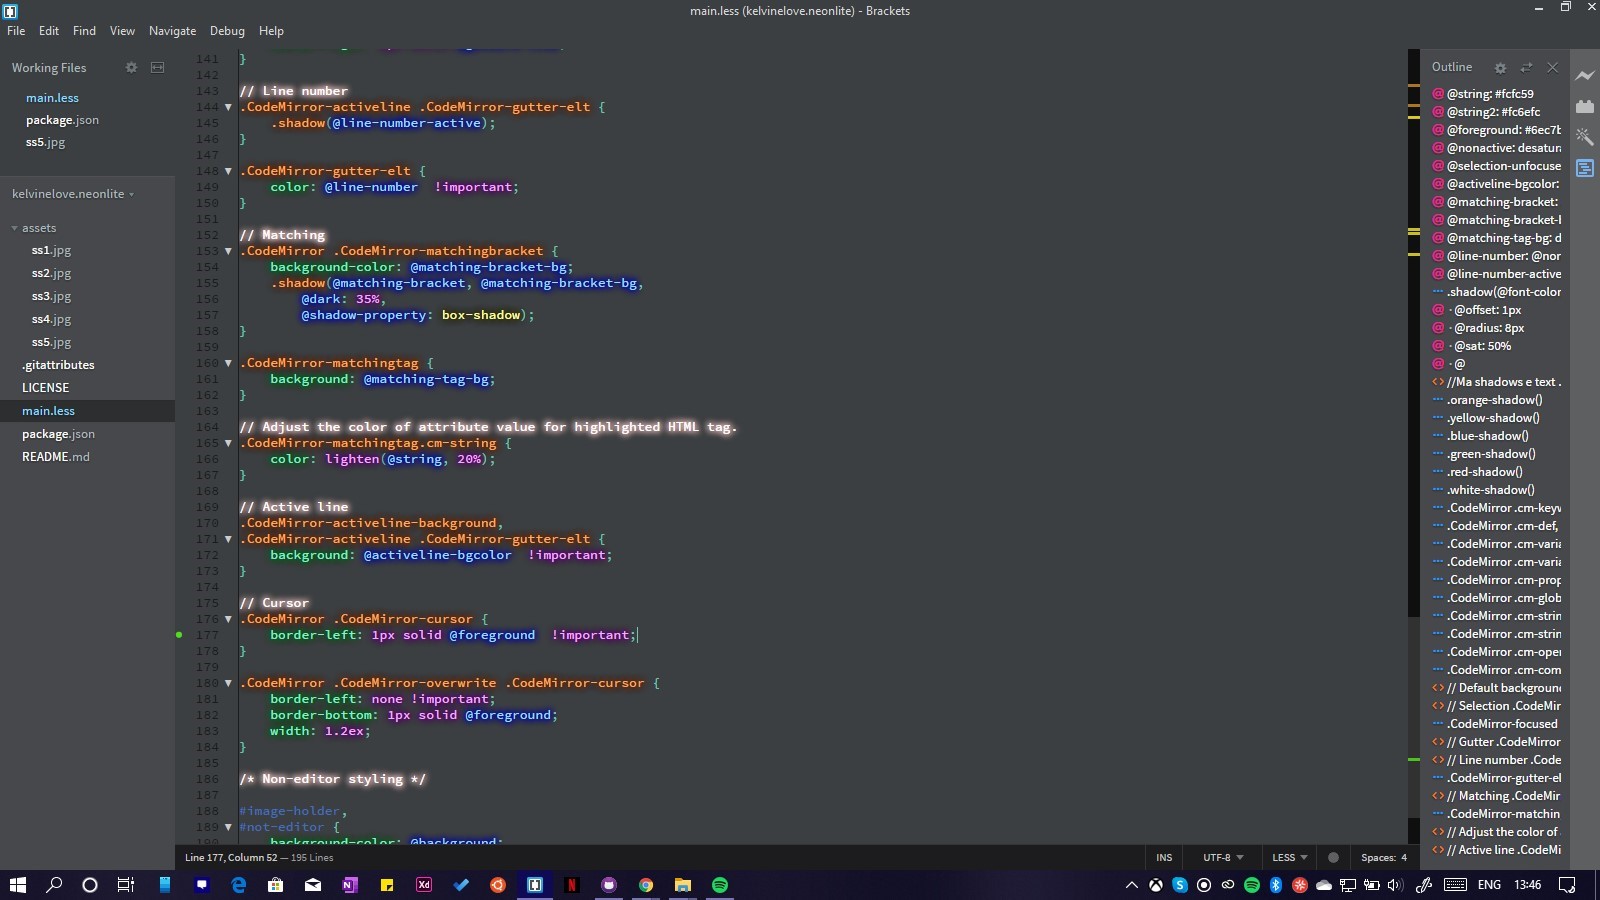 main.less (kelvinelove.neonlite) - Brackets
File Edit Find View Navigate Debug Help
Working Files
main.less
package.json
ss5.jpg
kelvinelove.neonlite
assets
ss1.jpg
ss2.jpg
ss3.jpg
ss4.jpg
ss5.jpg
.gitattributes
LICENSE
main.less
package.json
README.md
141 }
142
143 // Line number
144 .CodeMirror-activeline .CodeMirror-gutter-elt {
145 .shadow(@line-number-active);
146 }
147
148 .CodeMirror-gutter-elt {
149 color: @line-number  !important;
150 }
151
152 // Matching
153 .CodeMirror .CodeMirror-matchingbracket {
154 background-color: @matching-bracket-bg;
155 .shadow(@matching-bracket, @matching-bracket-bg,
156 @dark: 35%,
157 @shadow-property: box-shadow);
158 }
159
160 .CodeMirror-matchingtag {
161 background: @matching-tag-bg;
162 }
163
164 // Adjust the color of attribute value for highlighted HTML tag.
165 .CodeMirror-matchingtag.cm-string {
166 color: lighten(@string, 20%);
167 }
168
169 // Active line
170 .CodeMirror-activeline-background,
171 .CodeMirror-activeline .CodeMirror-gutter-elt {
172 background: @activeline-bgcolor  !important;
173 }
174
175 // Cursor
176 .CodeMirror .CodeMirror-cursor {
177 border-left: 1px solid @foreground  !important;
178 }
179
180 .CodeMirror .CodeMirror-overwrite .CodeMirror-cursor {
181 border-left: none !important;
182 border-bottom: 1px solid @foreground;
183 width: 1.2ex;
184 }
185
186 /* Non-editor styling */
187
188 #image-holder,
189 #not-editor {
190 background-color: @background;
Outline
@string: #fcfc59
@string2: #fc6efc
@foreground: #6ec7b
@nonactive: desatura
@selection-unfocuse
@activeline-bgcolor:
@matching-bracket:
@matching-bracket-b
@matching-tag-bg: d
@line-number: @nor
@line-number-active
.shadow(@font-color
· @offset: 1px
· @radius: 8px
· @sat: 50%
· @
//Ma shadows e text .
.orange-shadow()
.yellow-shadow()
.blue-shadow()
.green-shadow()
.red-shadow()
.white-shadow()
.CodeMirror .cm-keyw
.CodeMirror .cm-def,
.CodeMirror .cm-varia
.CodeMirror .cm-varia
.CodeMirror .cm-prop
.CodeMirror .cm-glob
.CodeMirror .cm-strin
.CodeMirror .cm-strin
.CodeMirror .cm-oper
.CodeMirror .cm-com
// Default background
// Selection .CodeMir
.CodeMirror-focused
// Gutter .CodeMirror
// Line number .Code
.CodeMirror-gutter-el
// Matching .CodeMir
.CodeMirror-matchin
// Adjust the color of
// Active line .CodeMi
Line 177, Column 52 — 195 Lines
INS UTF-8 LESS Spaces: 4
ENG 13:46